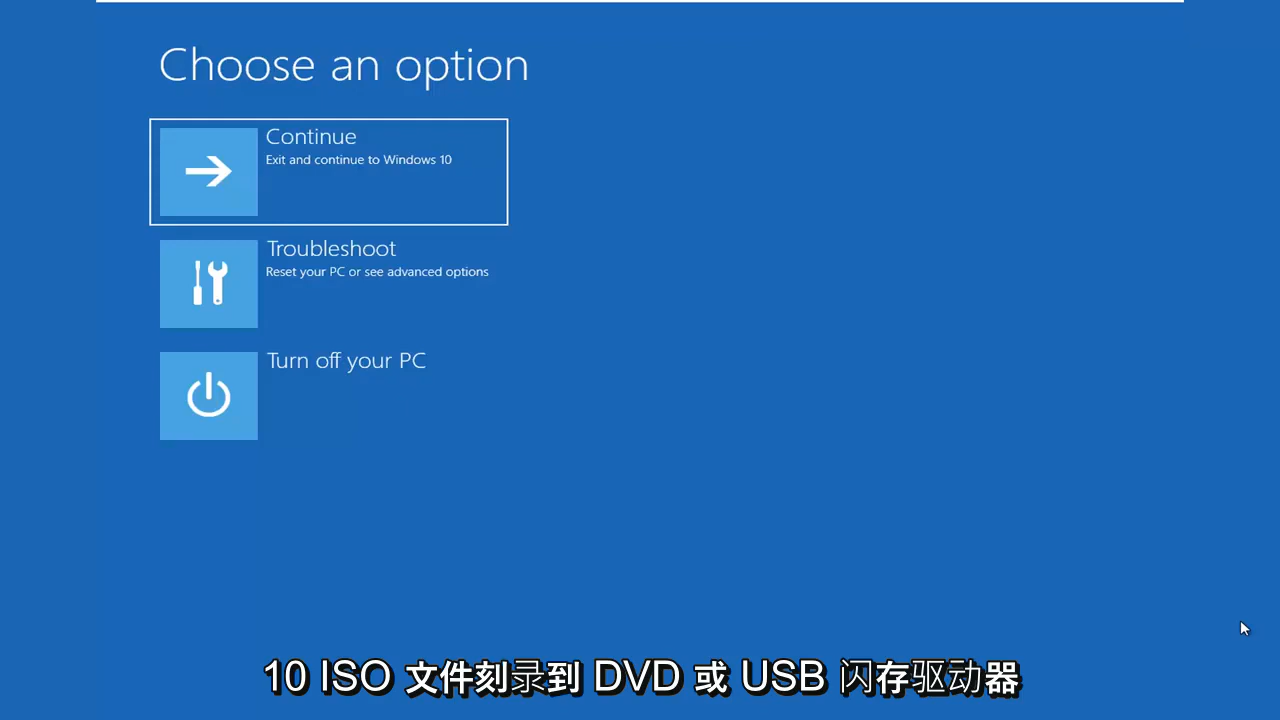 Choose an option
Continue
Exit and continue to Windows 10
Troubleshoot
Reset your PC or see advanced options
Turn off your PC
10 ISO 文件刻录到 DVD 或 USB 闪存驱动器